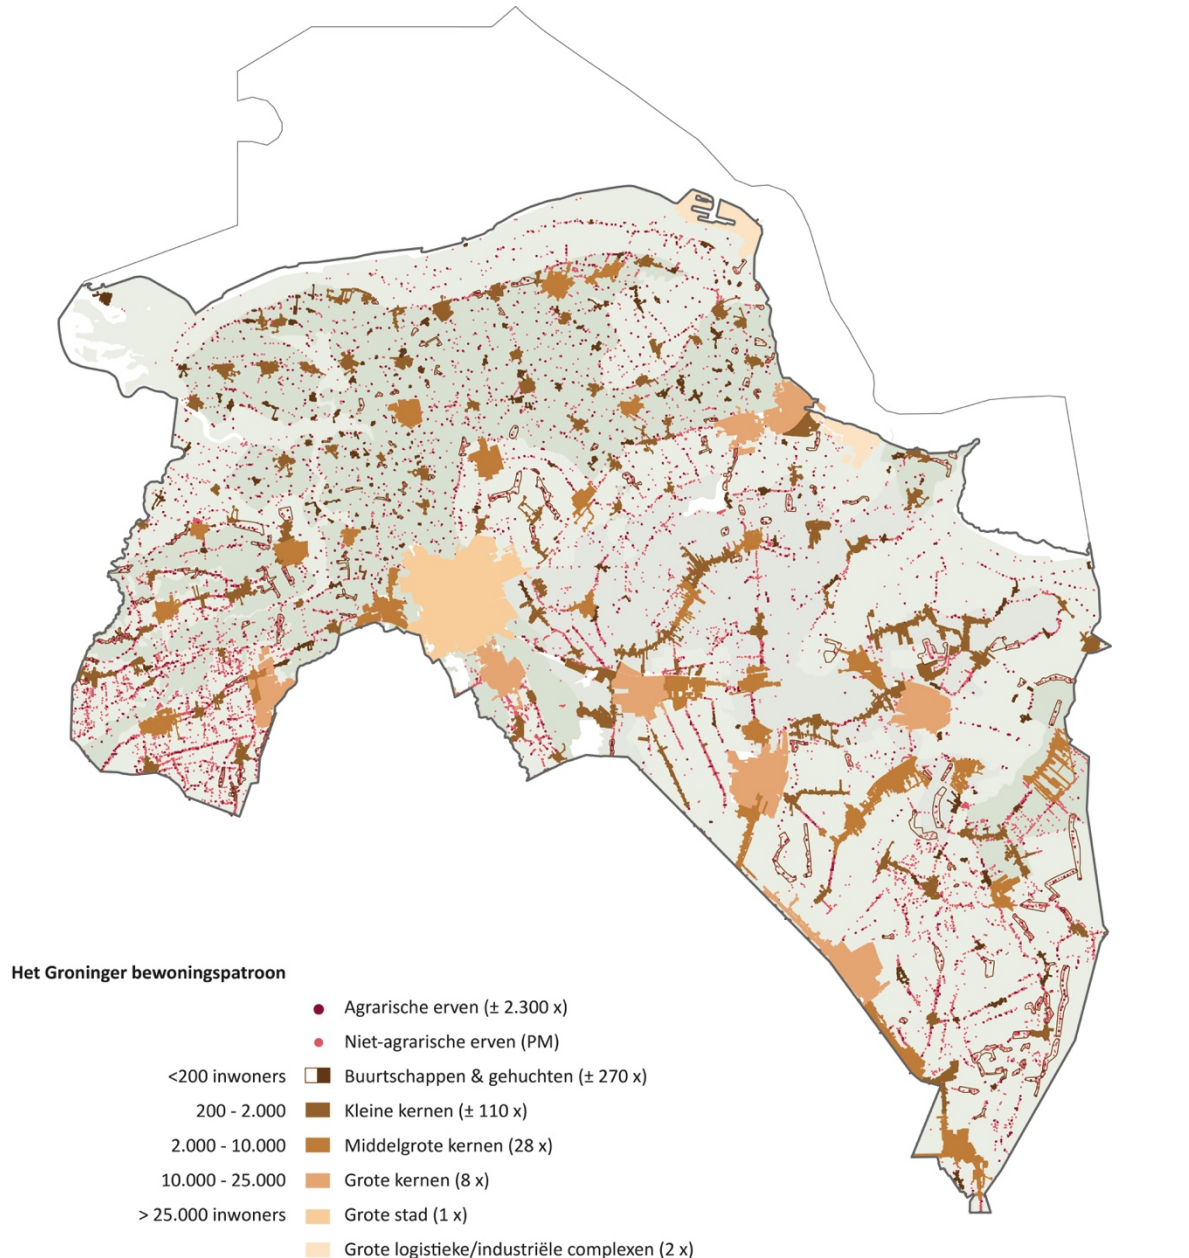 Het Groninger bewoningspatroon
Agrarische erven (± 2.300 x)
Niet-agrarische erven (PM)
<200 inwoners Buurtschappen & gehuchten (± 270 x)
200 - 2.000 Kleine kernen (± 110 x)
2.000 - 10.000 Middelgrote kernen (28 x)
10.000 - 25.000 Grote kernen (8 x)
> 25.000 inwoners Grote stad (1 x)
Grote logistieke/industriële complexen (2 x)